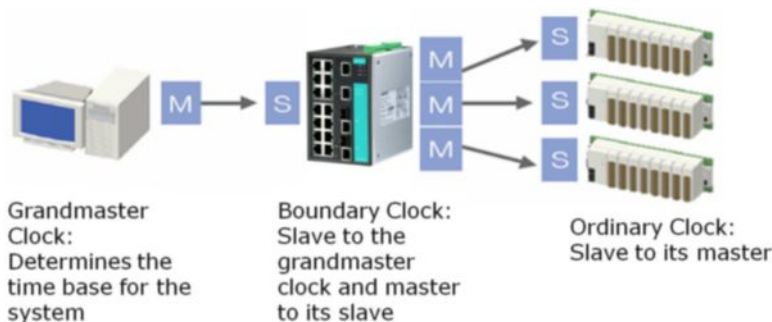 M
S
M
M
M
S
S
S
Grandmaster
Clock:
Determines the
time base for the
system
Boundary Clock:
Slave to the
grandmaster
clock and master
to its slave
Ordinary Clock:
Slave to its master